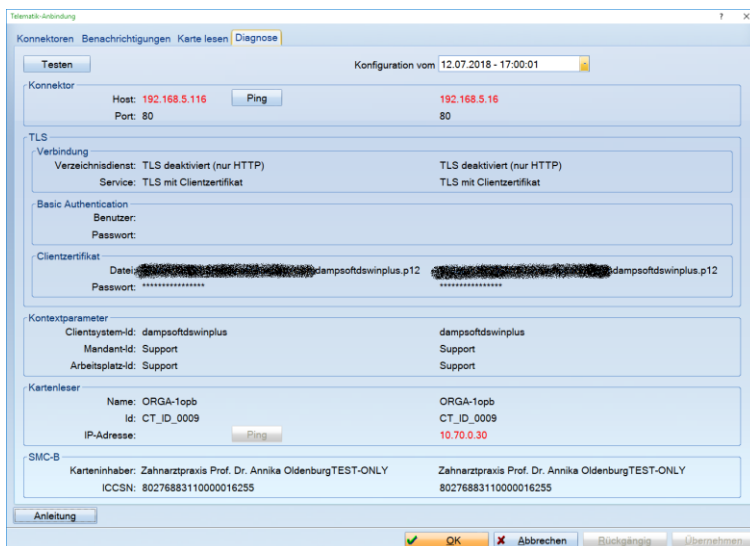 Telematik-Anbindung ? ×
Konnektoren Benachrichtigungen Karte lesen Diagnose
Testen Konfiguration vom 12.07.2018 - 17:00:01
Konnektor
Host: 192.168.5.116 Ping 192.168.5.16
Port: 80 80
TLS
Verbindung
Verzeichnisdienst: TLS deaktiviert (nur HTTP) TLS deaktiviert (nur HTTP)
Service: TLS mit Clientzertifikat TLS mit Clientzertifikat
Basic Authentication
Benutzer:
Passwort:
Clientzertifikat
Datei: dampsoftdswinplus.p12 dampsoftdswinplus.p12
Passwort: **************** ****************
Kontextparameter
Clientsystem-Id: dampsoftdswinplus dampsoftdswinplus
Mandant-Id: Support Support
Arbeitsplatz-Id: Support Support
Kartenleser
Name: ORGA-1opb ORGA-1opb
Id: CT_ID_0009 CT_ID_0009
IP-Adresse: Ping 10.70.0.30
SMC-B
Karteninhaber: Zahnarztpraxis Prof. Dr. Annika OldenburgTEST-ONLY Zahnarztpraxis Prof. Dr. Annika OldenburgTEST-ONLY
ICCSN: 80276883110000016255 80276883110000016255
Anleitung
OK Abbrechen Rückgängig Übernehmen